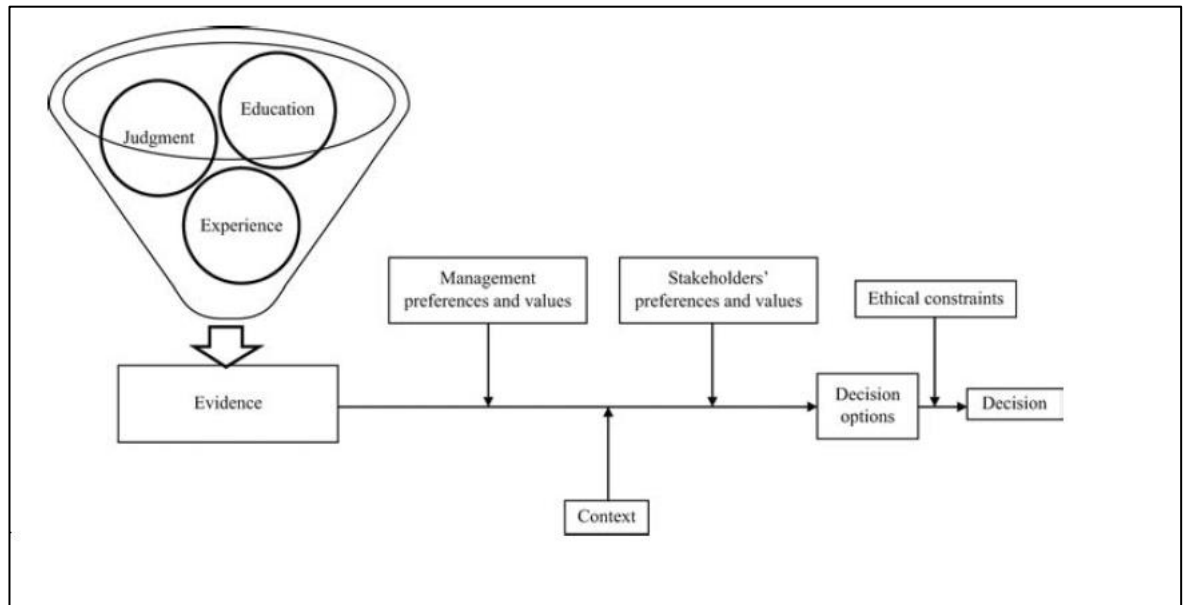 Education
Judgment
Experience
Management
preferences and values
Stakeholders’
preferences and values
Ethical constraints
Evidence
Decision
options
Decision
Context